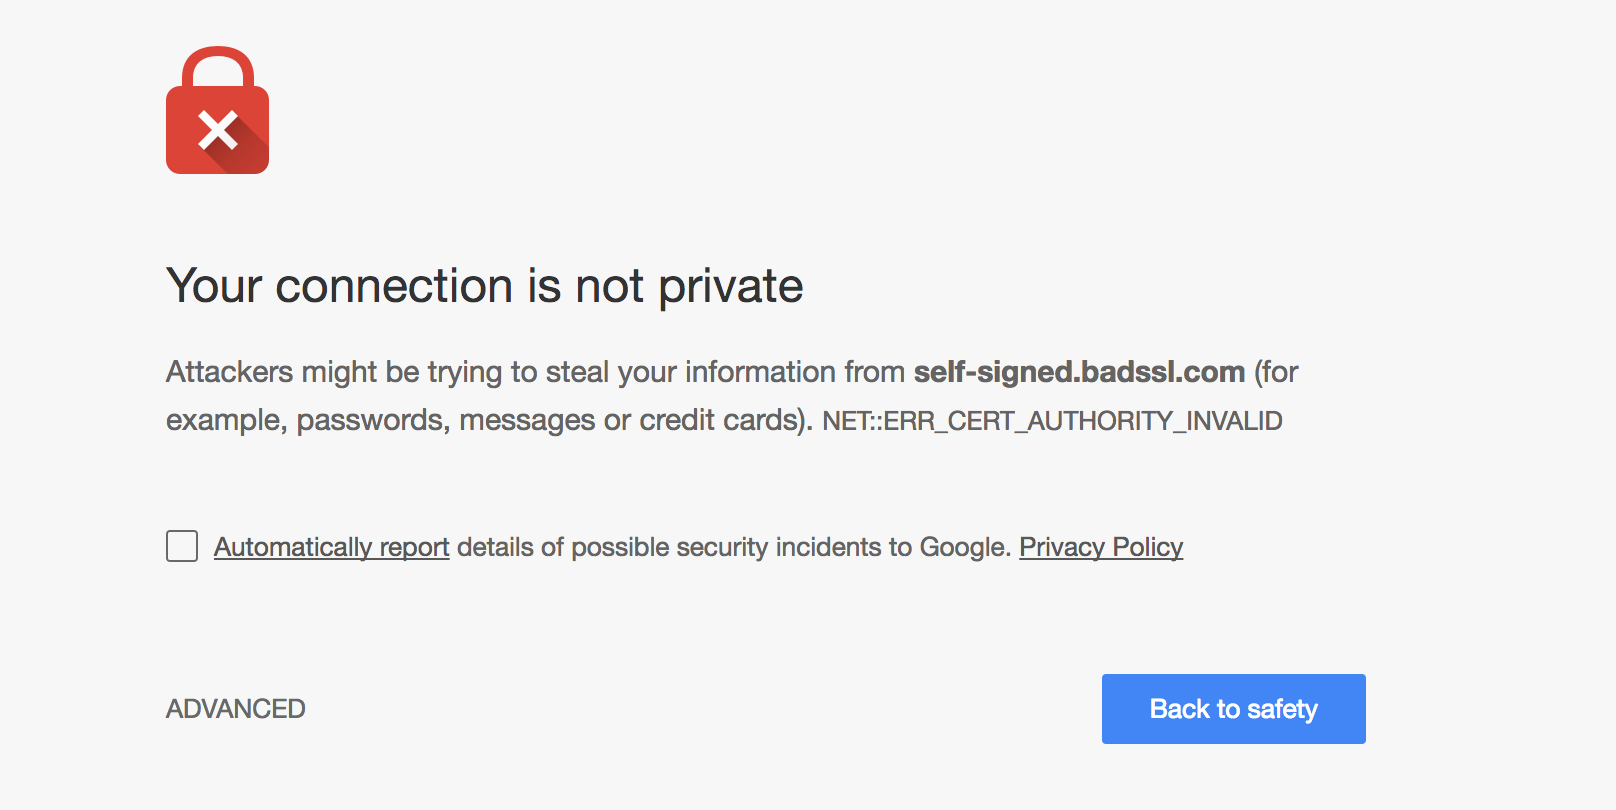 Your connection is not private
Attackers might be trying to steal your information from self-signed.badssl.com (for
example, passwords, messages or credit cards). NET::ERR_CERT_AUTHORITY_INVALID
Automatically report details of possible security incidents to Google. Privacy Policy
ADVANCED
Back to safety